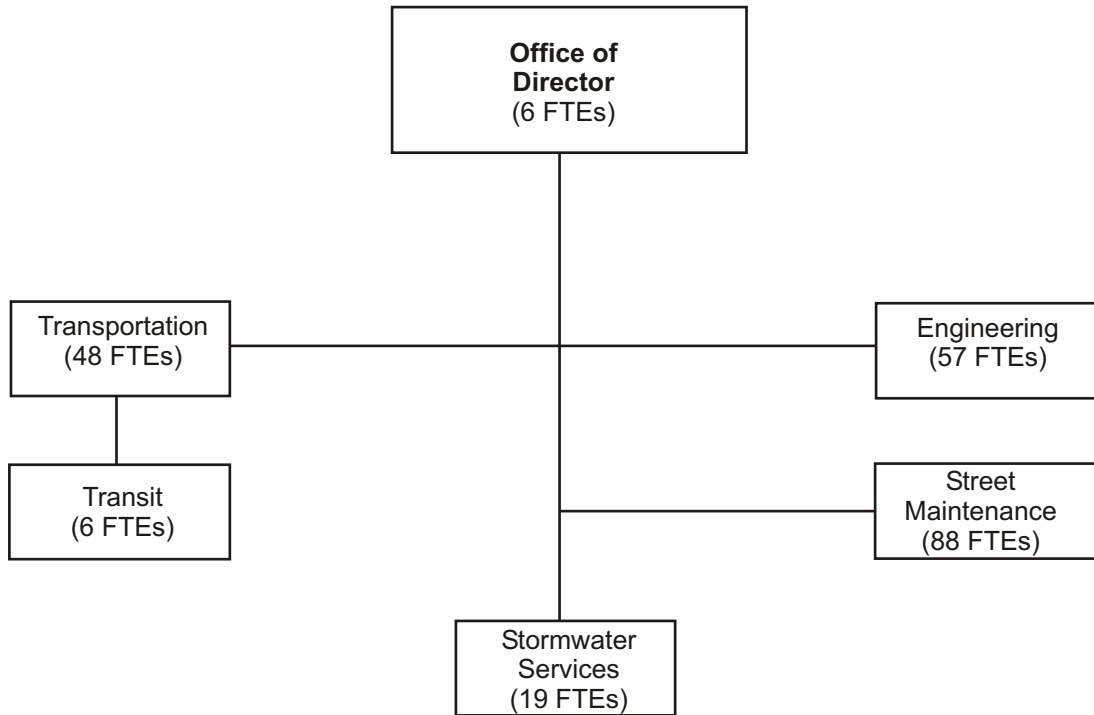 Office of
Director
(6 FTEs)
Transportation
(48 FTEs)
Engineering
(57 FTEs)
Transit
(6 FTEs)
Street
Maintenance
(88 FTEs)
Stormwater
Services
(19 FTEs)